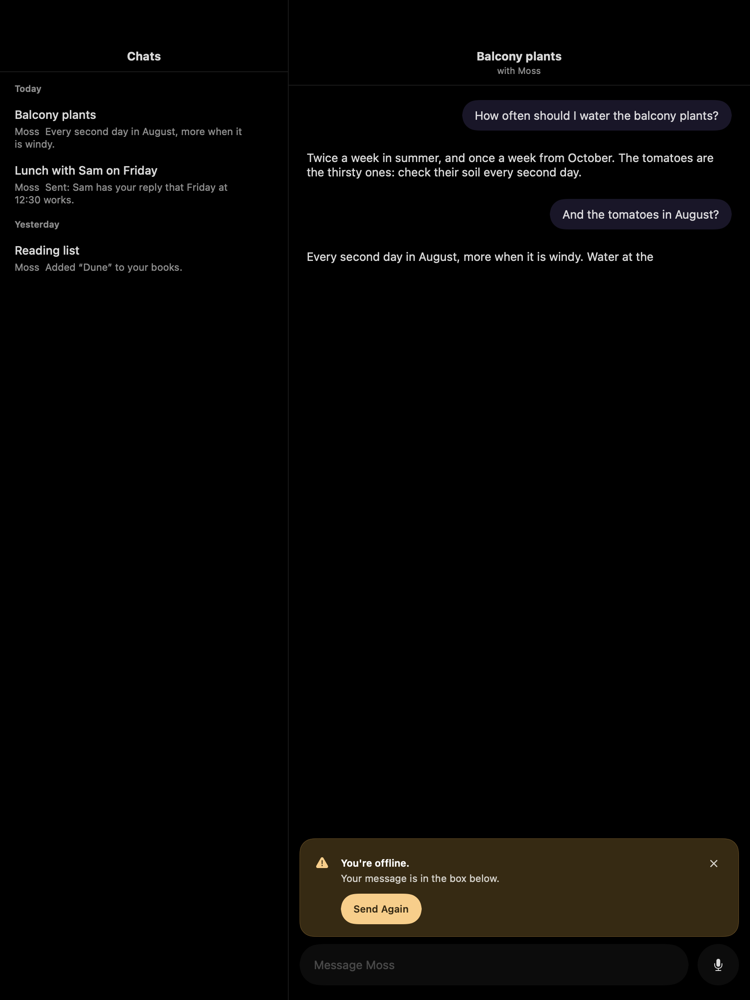 Chats
Today
Balcony plants
Moss Every second day in August, more when it
is windy.
Lunch with Sam on Friday
Moss Sent: Sam has your reply that Friday at
12:30 works.
Yesterday
Reading list
Moss Added “Dune” to your books.
Balcony plants
with Moss
How often should I water the balcony plants?
Twice a week in summer, and once a week from October. The tomatoes are
the thirsty ones: check their soil every second day.
And the tomatoes in August?
Every second day in August, more when it is windy. Water at the
You're offline.
Your message is in the box below.
Send Again
Message Moss